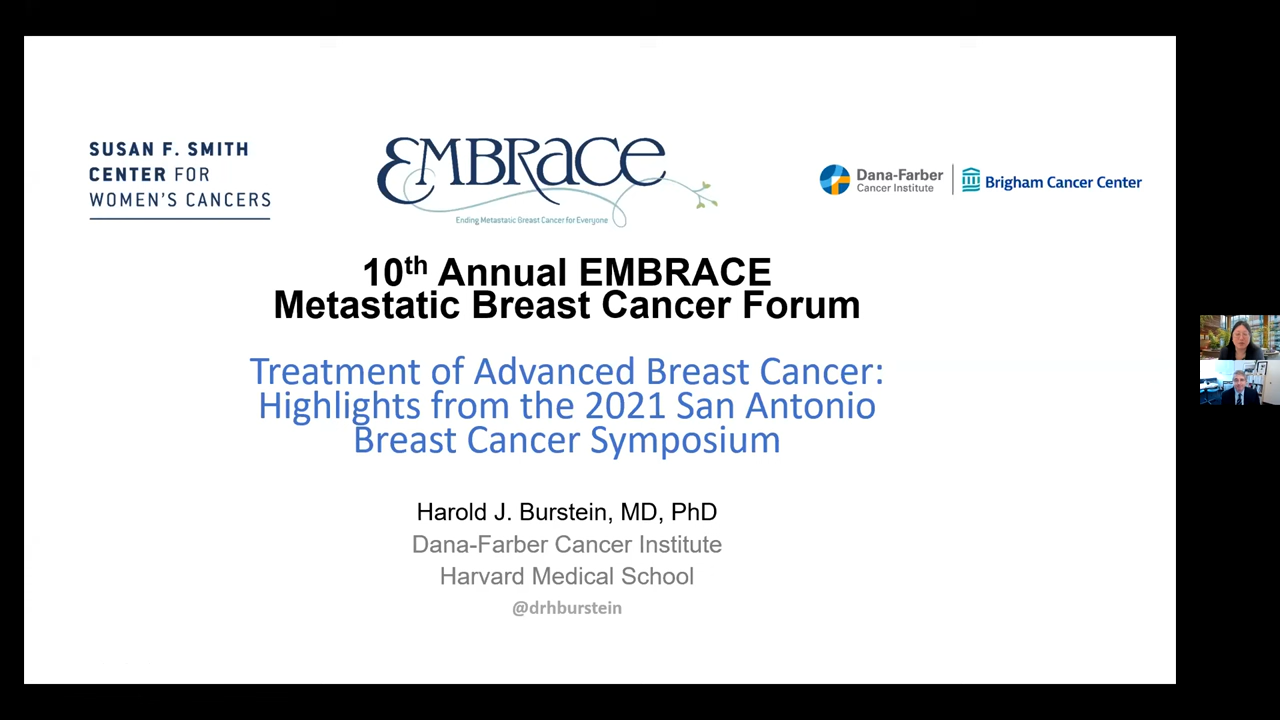 SUSAN F. SMITH
CENTER FOR
WOMEN'S CANCERS
EMBRACE
Ending Metastatic Breast Cancer for Everyone
Dana-Farber
Cancer Institute
Brigham Cancer Center
10th Annual EMBRACE
Metastatic Breast Cancer Forum
Treatment of Advanced Breast Cancer:
Highlights from the 2021 San Antonio
Breast Cancer Symposium
Harold J. Burstein, MD, PhD
Dana-Farber Cancer Institute
Harvard Medical School
@drhburstein